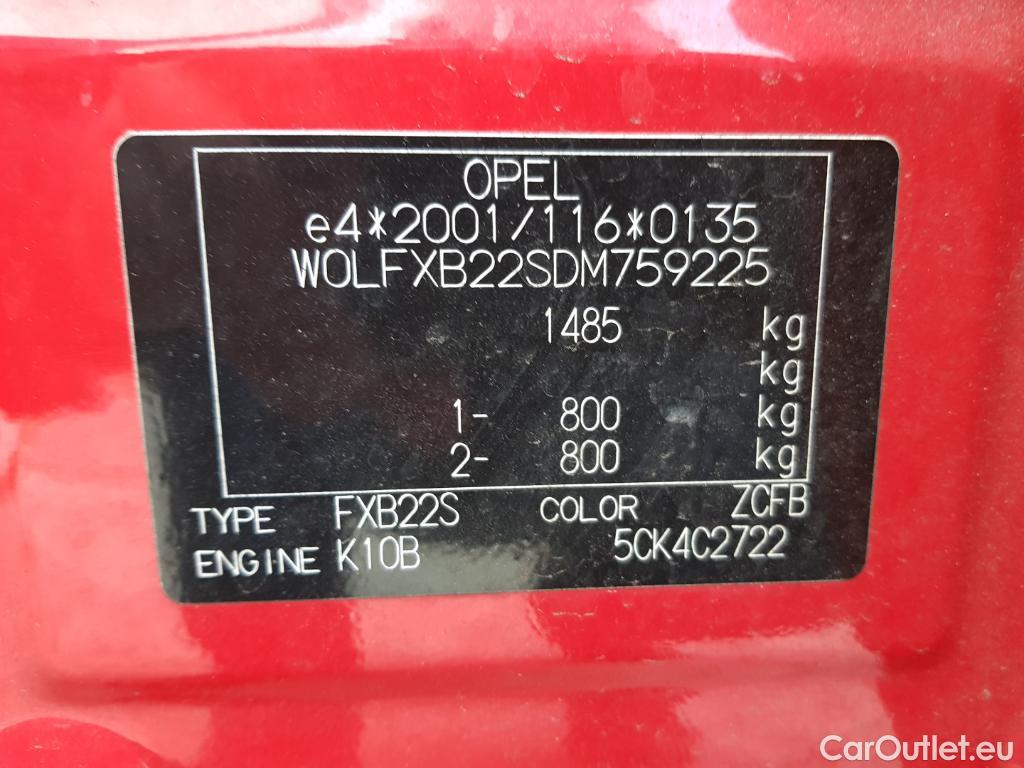 OPEL
e4*2001/116*0135
W0LFXB22SDM759225
1485 kg
kg
1- 800 kg
2- 800 kg
TYPE FXB22S COLOR ZCFB
ENGINE K10B 5CK4C2722
CarOutlet.eu